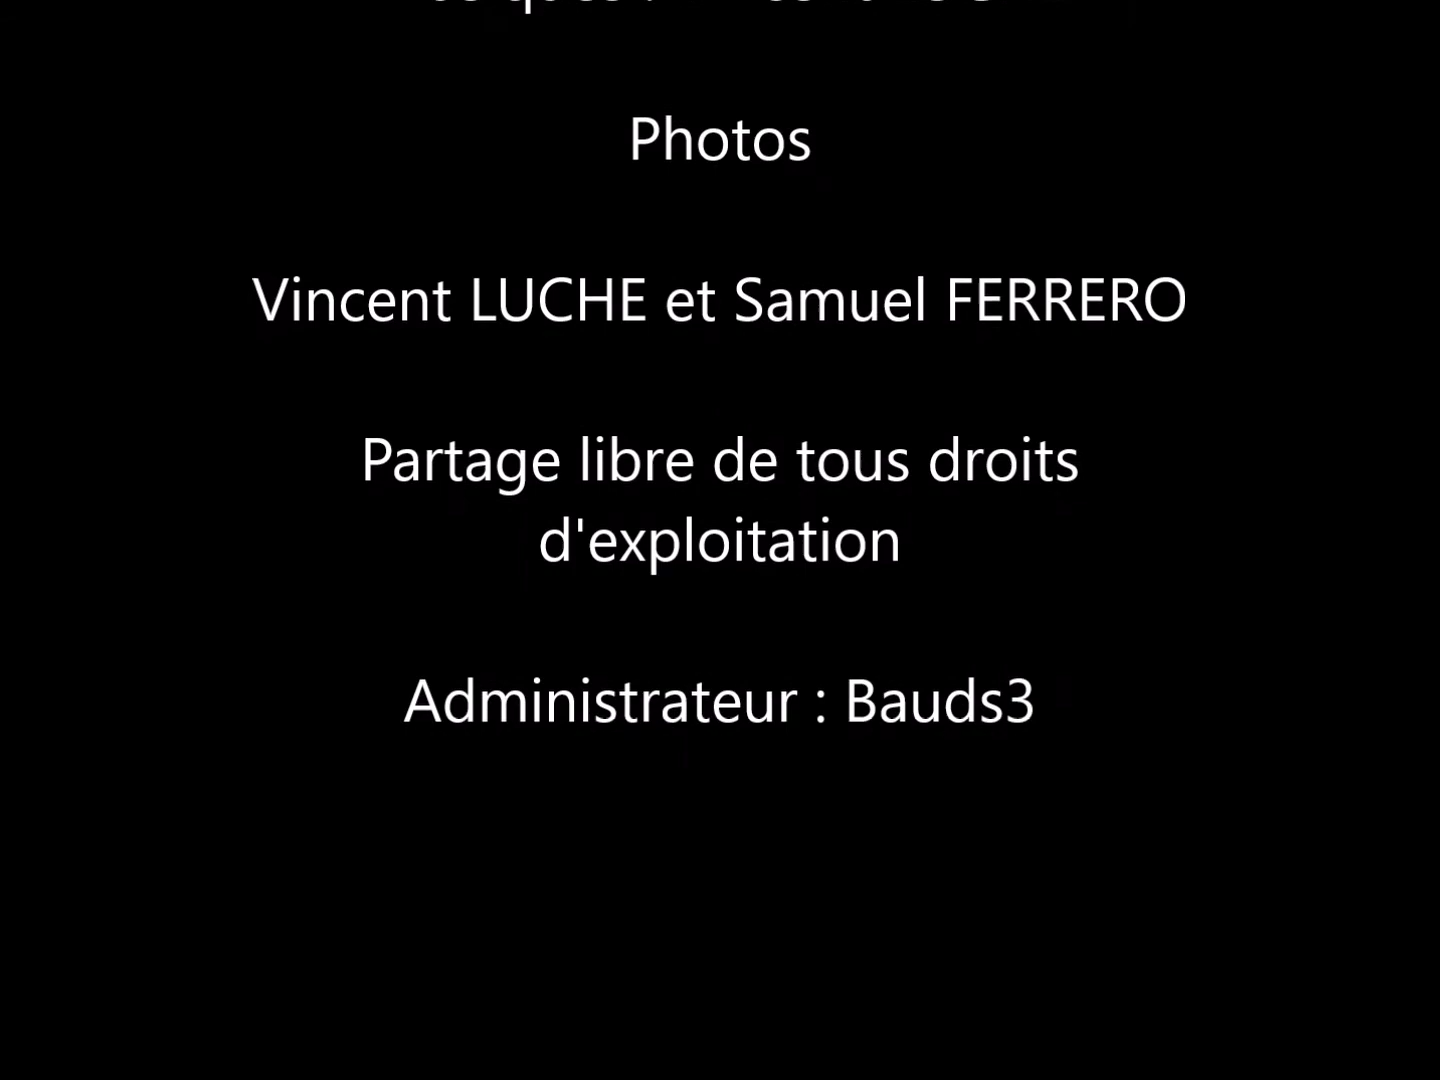 Photos
Vincent LUCHE et Samuel FERRERO
Partage libre de tous droits
d'exploitation
Administrateur : Bauds3